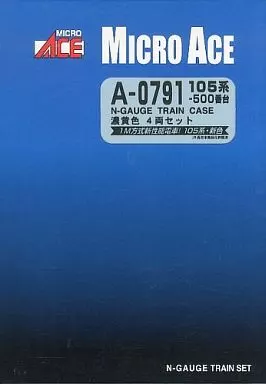 MICRO
ACE
MICRO ACE
A-0791 105系
-500番台
N-GAUGE TRAIN CASE
濃黄色 4両セット
1M方式新性能電車! 105系・新色
N-GAUGE TRAIN SET